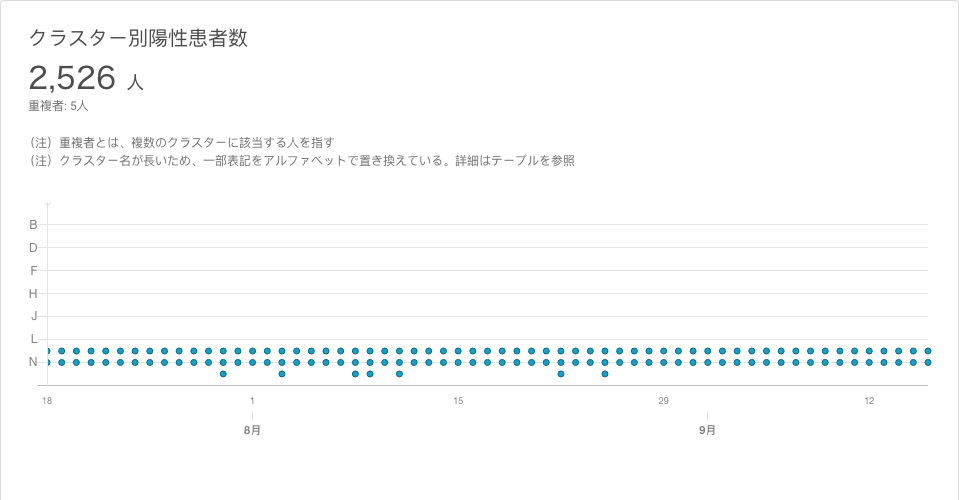 クラスター別陽性患者数
2,526 人
重複者: 5人
（注）重複者とは、複数のクラスターに該当する人を指す
（注）クラスター名が長いため、一部表記をアルファベットで置き換えている。詳細はテーブルを参照
B
D
F
H
J
L
N
18 1 15 29 12
8月 9月